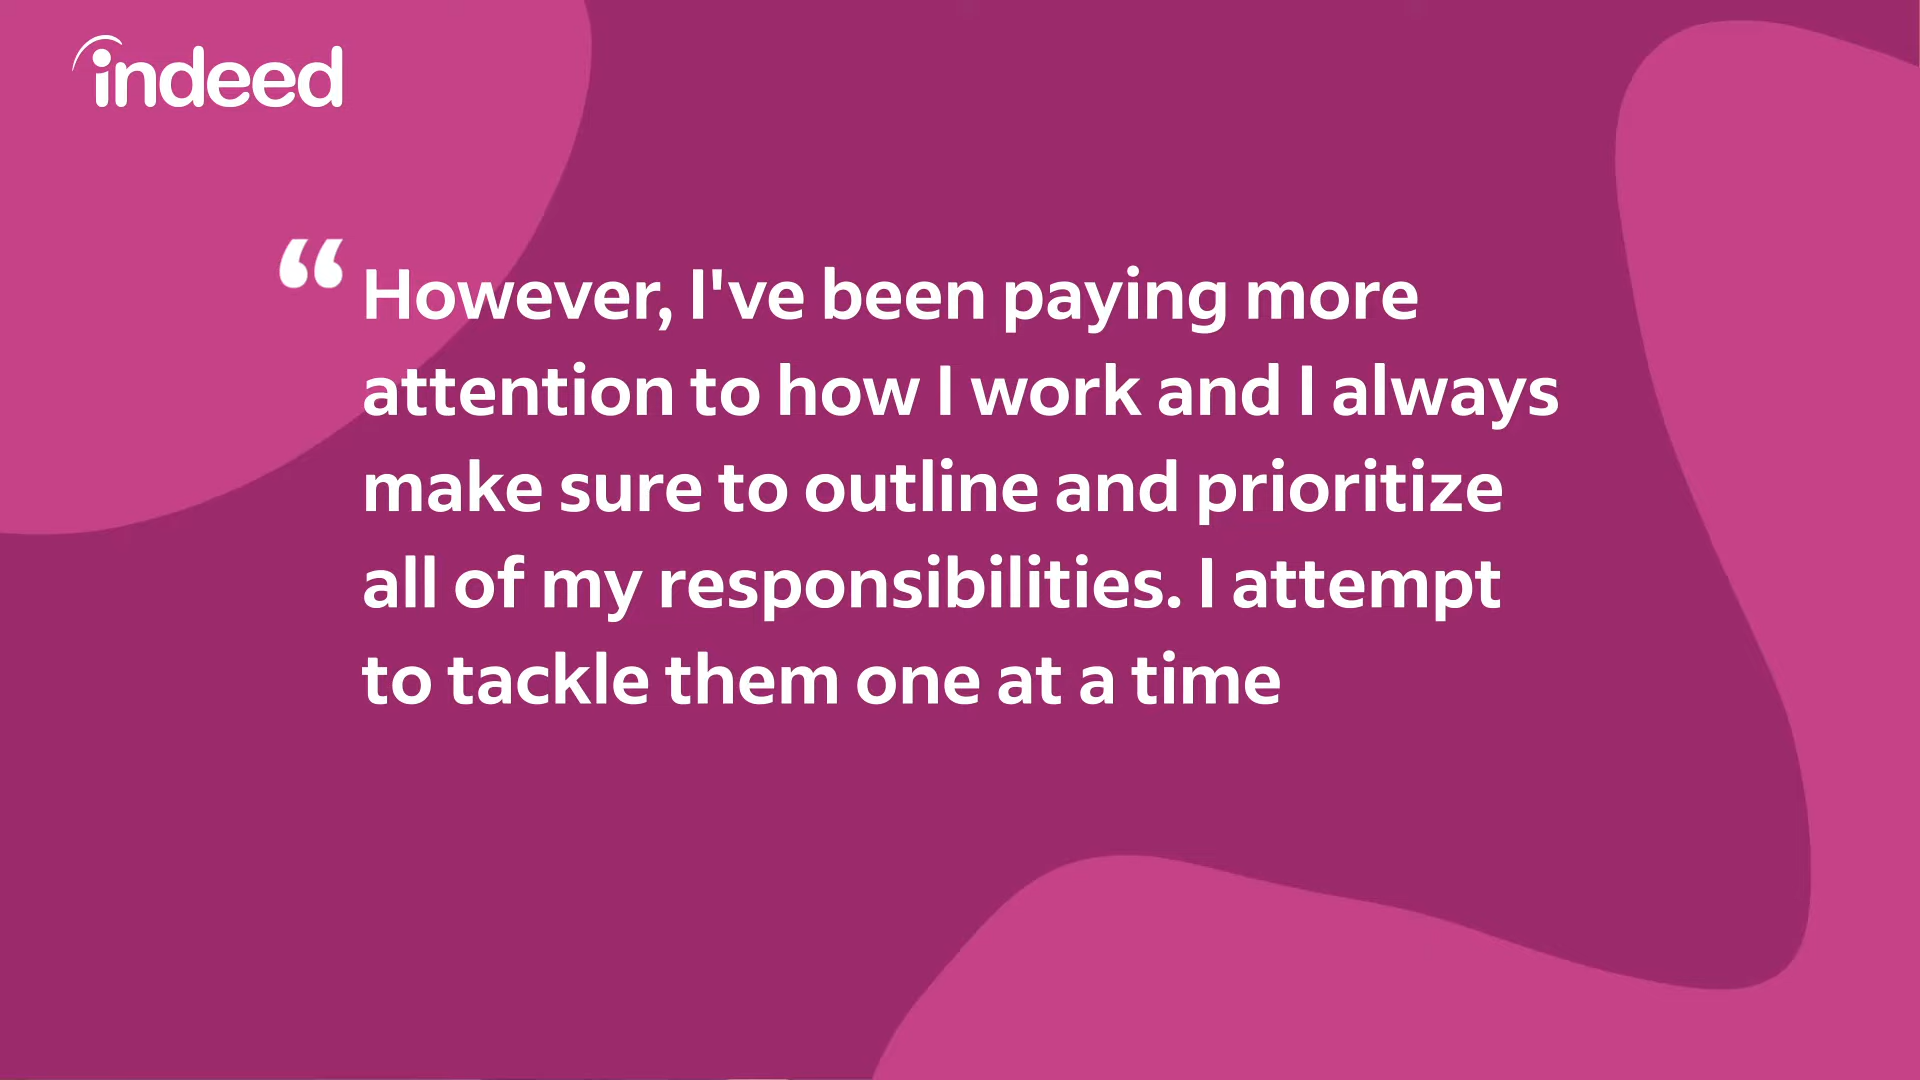 indeed
“ However, I've been paying more
attention to how I work and I always
make sure to outline and prioritize
all of my responsibilities. I attempt
to tackle them one at a time